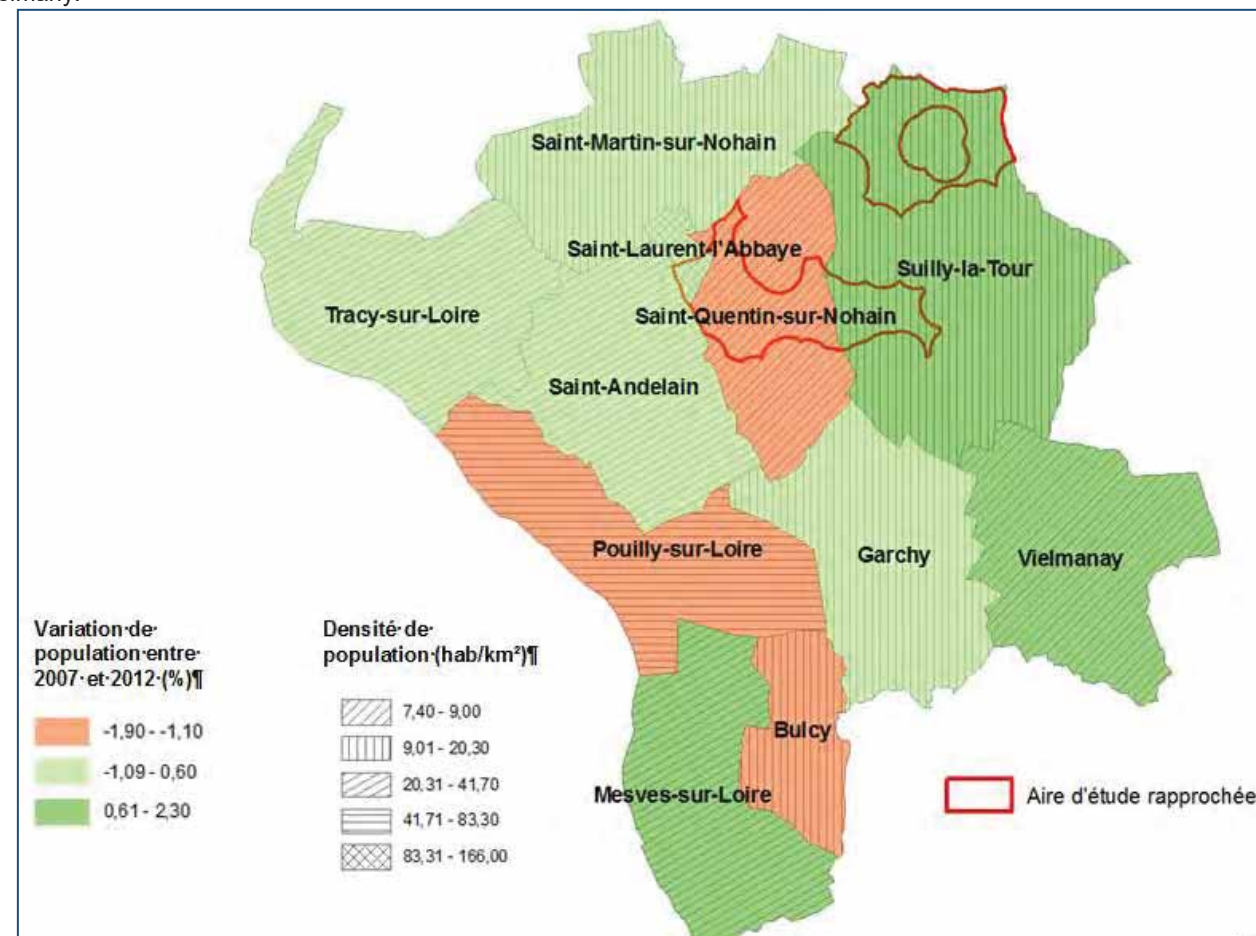 Saint-Martin-sur-Nohain
Saint-Laurent-l'Abbaye
Suilly-la-Tour
Tracy-sur-Loire
Saint-Quentin-sur-Nohain
Saint-Andelain
Pouilly-sur-Loire
Garchy
Vielmanay
Bulcy
Mesves-sur-Loire
Variation·de·
population·entre·
2007·et·2012·(%)¶
-1,90 - -1,10
-1,09 - 0,60
0,61 - 2,30
Densité·de·
population·(hab/km²)¶
7,40 - 9,00
9,01 - 20,30
20,31 - 41,70
41,71 - 83,30
83,31 - 166,00
Aire d'étude rapprochée